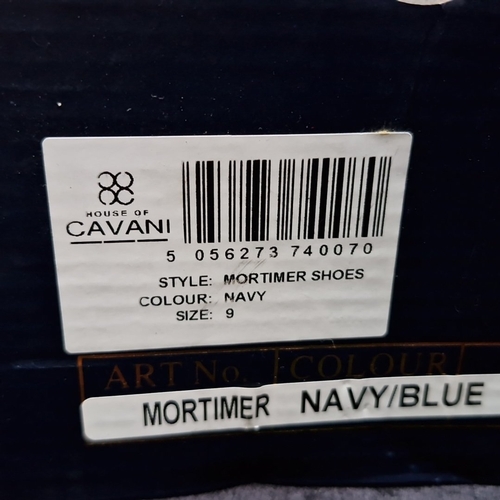 HOUSE OF
CAVANI
5 056273 740070
STYLE: MORTIMER SHOES
COLOUR: NAVY
SIZE: 9
ART No. COLOUR
MORTIMER NAVY/BLUE